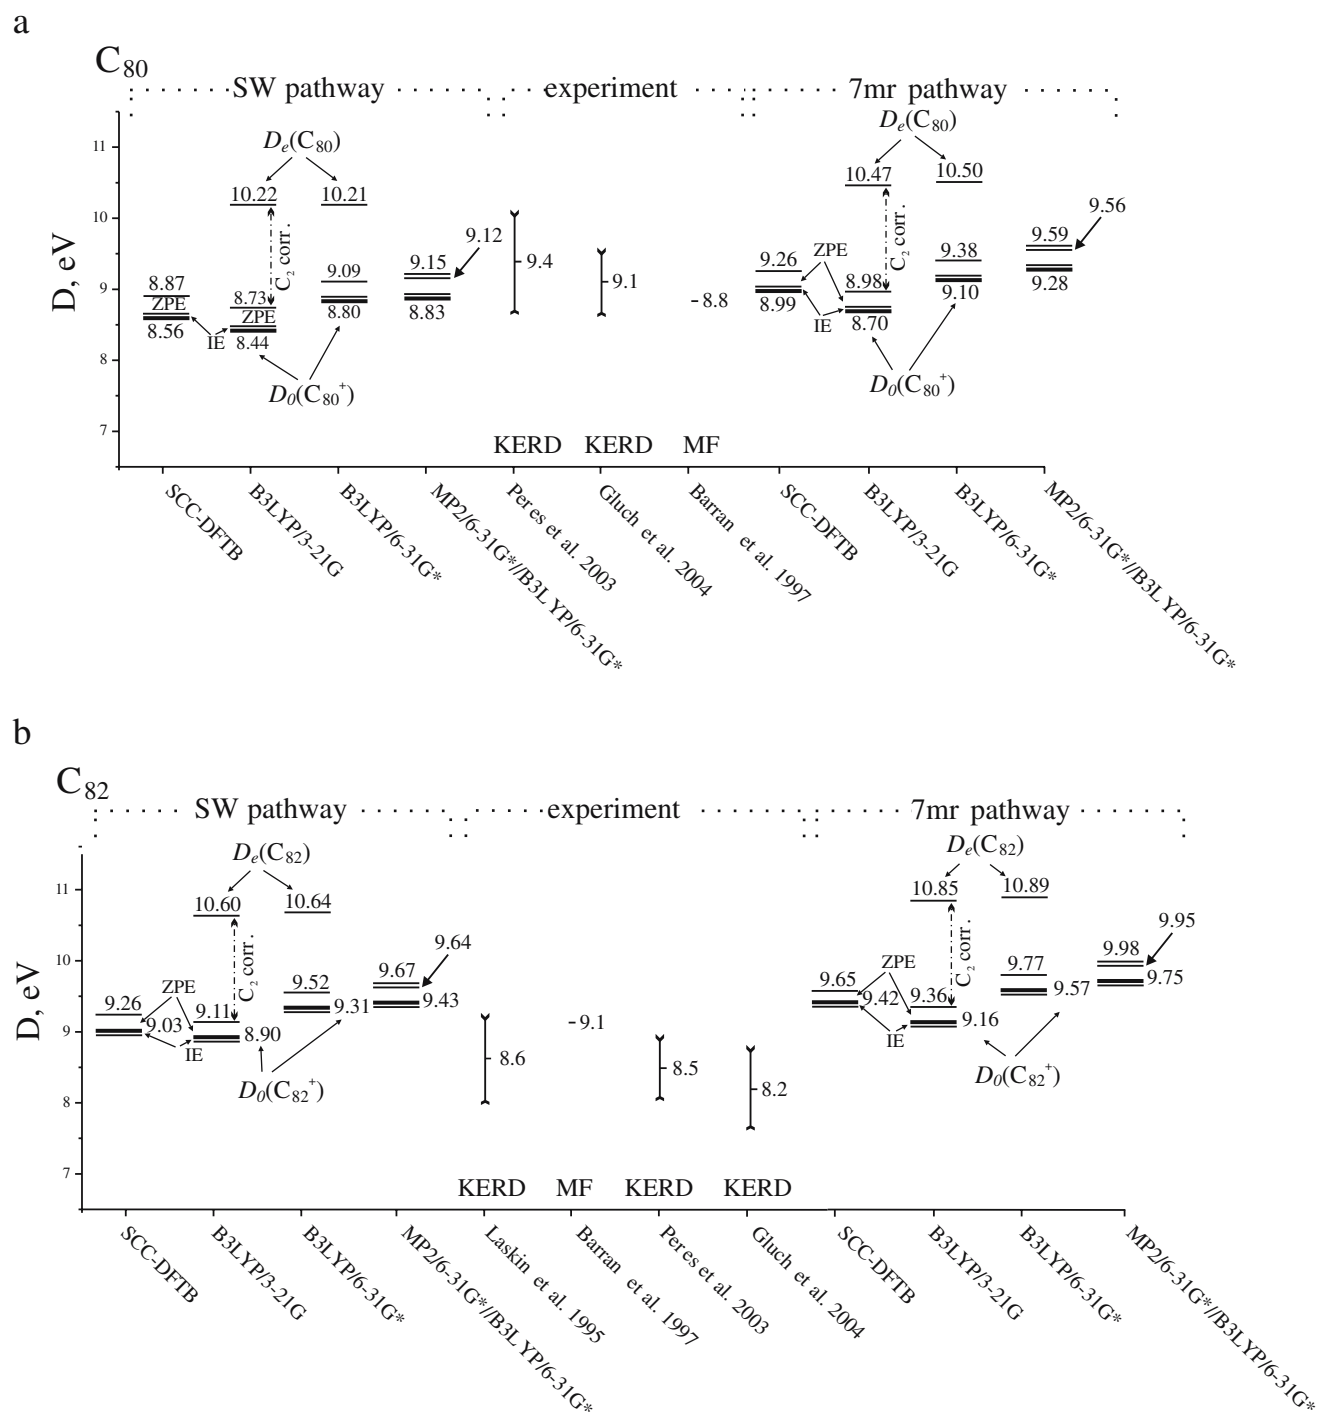 a
C80
SW pathway
experiment
7mr pathway
De(C80)
De(C80)
11
10
9
8
7
D, eV
10.22
10.21
10.47
10.50
C2 corr.
C2 corr.
8.87
ZPE
8.56
8.73
ZPE
8.44
IE
9.09
8.80
9.15
9.12
8.83
9.4
9.1
8.8
9.26
8.99
ZPE
IE
8.98
8.70
9.38
9.10
9.59
9.56
9.28
D0(C80+)
D0(C80+)
KERD
KERD
MF
SCC-DFTB
B3LYP/3-21G
B3LYP/6-31G*
MP2/6-31G*//B3LYP/6-31G*
Peres et al. 2003
Gluch et al. 2004
Barran et al. 1997
SCC-DFTB
B3LYP/3-21G
B3LYP/6-31G*
MP2/6-31G*//B3LYP/6-31G*
b
C82
SW pathway
experiment
7mr pathway
De(C82)
De(C82)
11
10
9
8
7
D, eV
10.60
10.64
10.85
10.89
C2 corr.
C2 corr.
9.26
9.03
ZPE
IE
9.11
8.90
9.52
9.31
9.67
9.64
9.43
8.6
9.1
8.5
8.2
9.65
9.42
ZPE
IE
9.36
9.16
9.77
9.57
9.98
9.95
9.75
D0(C82+)
D0(C82+)
KERD
MF
KERD
KERD
SCC-DFTB
B3LYP/3-21G
B3LYP/6-31G*
MP2/6-31G*//B3LYP/6-31G*
Laskin et al. 1995
Barran et al. 1997
Peres et al. 2003
Gluch et al. 2004
SCC-DFTB
B3LYP/3-21G
B3LYP/6-31G*
MP2/6-31G*//B3LYP/6-31G*